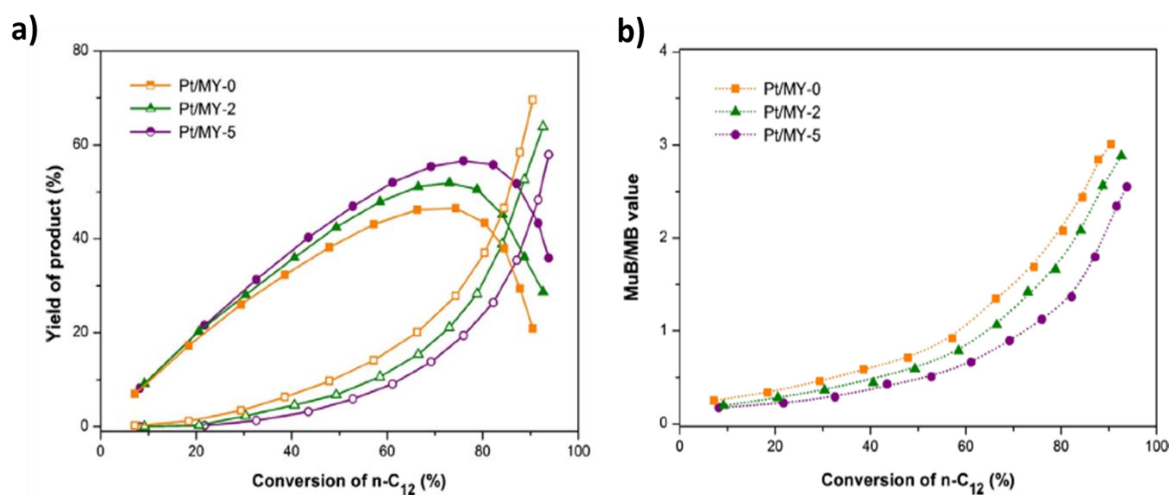 a)
80
60
40
20
0
Yield of product (%)
Pt/MY-0
Pt/MY-2
Pt/MY-5
0 20 40 60 80 100
Conversion of n-C₁₂ (%)
b)
4
3
2
1
0
MuB/MB value
Pt/MY-0
Pt/MY-2
Pt/MY-5
0 20 40 60 80 100
Conversion of n-C₁₂ (%)